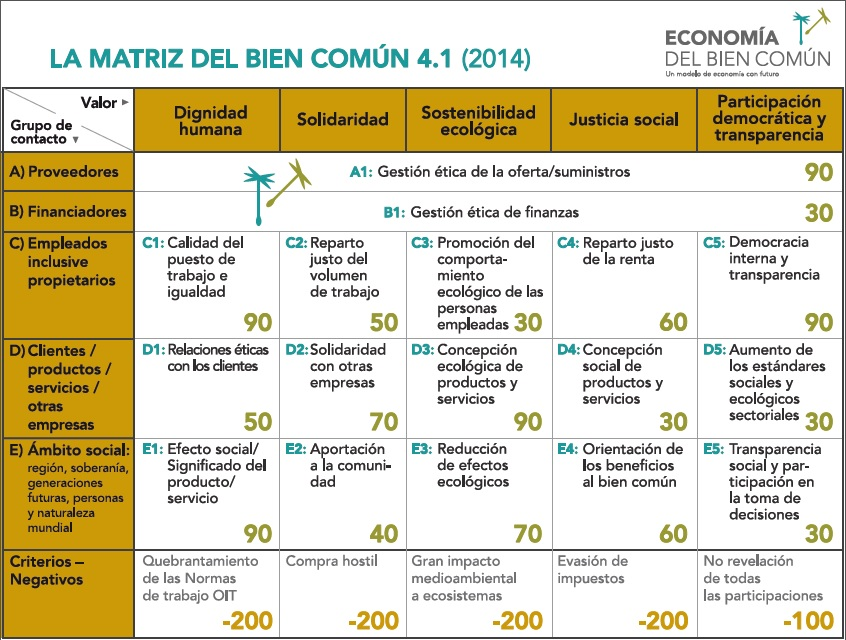 LA MATRIZ DEL BIEN COMÚN 4.1 (2014)
ECONOMÍA
DEL BIEN COMÚN
Un modelo de economía con futuro
Valor
Grupo de
contacto
Dignidad
humana
Solidaridad
Sostenibilidad
ecológica
Justicia social
Participación
democrática y
transparencia
A) Proveedores
A1: Gestión ética de la oferta/suministros
90
B) Financiadores
B1: Gestión ética de finanzas
30
C) Empleados
inclusive
propietarios
C1: Calidad del
puesto de
trabajo e
igualdad
90
C2: Reparto
justo del
volumen
de trabajo
50
C3: Promoción del
comporta-
miento
ecológico de las
personas
empleadas 30
C4: Reparto justo
de la renta
60
C5: Democracia
interna y
transparencia
90
D) Clientes /
productos /
servicios /
otras
empresas
D1: Relaciones éticas
con los clientes
50
D2: Solidaridad
con otras
empresas
70
D3: Concepción
ecológica de
productos y
servicios
90
D4: Concepción
social de
productos y
servicios
30
D5: Aumento de
los estándares
sociales y
ecológicos
sectoriales 30
E) Ámbito social:
región, soberanía,
generaciones
futuras, personas
y naturaleza
mundial
E1: Efecto social/
Significado del
producto/
servicio
90
E2: Aportación
a la comuni-
dad
40
E3: Reducción
de efectos
ecológicos
70
E4: Orientación de
los beneficios
al bien común
60
E5: Transparencia
social y par-
ticipación en
la toma de
decisiones
30
Criterios –
Negativos
Quebrantamiento
de las Normas
de trabajo OIT
-200
Compra hostil
-200
Gran impacto
medioambiental
a ecosistemas
-200
Evasión de
impuestos
-200
No revelación
de todas
las participaciones
-100